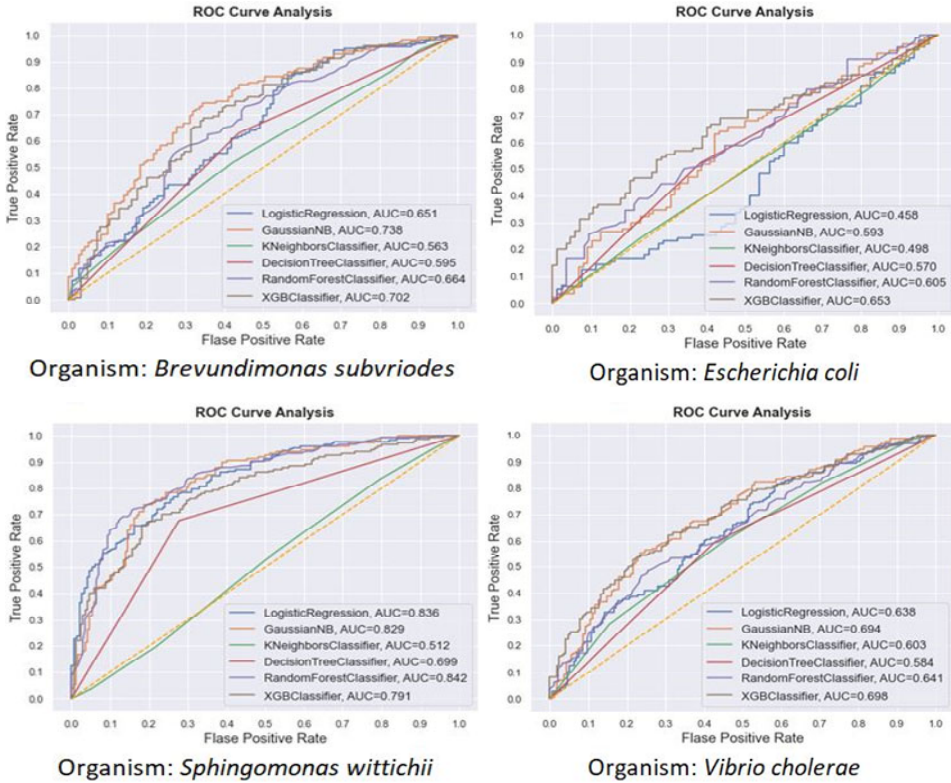 ROC Curve Analysis
True Positive Rate
1.0
0.9
0.8
0.7
0.6
0.5
0.4
0.3
0.2
0.1
0.0
LogisticRegression, AUC=0.651
GaussianNB, AUC=0.738
KNeighborsClassifier, AUC=0.563
DecisionTreeClassifier, AUC=0.595
RandomForestClassifier, AUC=0.664
XGBClassifier, AUC=0.702
0.0 0.1 0.2 0.3 0.4 0.5 0.6 0.7 0.8 0.9 1.0
Flase Positive Rate
Organism: Brevundimonas subvriodes
ROC Curve Analysis
True Positive Rate
1.0
0.9
0.8
0.7
0.6
0.5
0.4
0.3
0.2
0.1
0.0
LogisticRegression, AUC=0.458
GaussianNB, AUC=0.593
KNeighborsClassifier, AUC=0.498
DecisionTreeClassifier, AUC=0.570
RandomForestClassifier, AUC=0.605
XGBClassifier, AUC=0.653
0.0 0.1 0.2 0.3 0.4 0.5 0.6 0.7 0.8 0.9 1.0
Flase Positive Rate
Organism: Escherichia coli
ROC Curve Analysis
True Positive Rate
1.0
0.9
0.8
0.7
0.6
0.5
0.4
0.3
0.2
0.1
0.0
LogisticRegression, AUC=0.836
GaussianNB, AUC=0.829
KNeighborsClassifier, AUC=0.512
DecisionTreeClassifier, AUC=0.699
RandomForestClassifier, AUC=0.842
XGBClassifier, AUC=0.791
0.0 0.1 0.2 0.3 0.4 0.5 0.6 0.7 0.8 0.9 1.0
Flase Positive Rate
Organism: Sphingomonas wittichii
ROC Curve Analysis
True Positive Rate
1.0
0.9
0.8
0.7
0.6
0.5
0.4
0.3
0.2
0.1
0.0
LogisticRegression, AUC=0.638
GaussianNB, AUC=0.694
KNeighborsClassifier, AUC=0.603
DecisionTreeClassifier, AUC=0.584
RandomForestClassifier, AUC=0.641
XGBClassifier, AUC=0.698
0.0 0.1 0.2 0.3 0.4 0.5 0.6 0.7 0.8 0.9 1.0
Flase Positive Rate
Organism: Vibrio cholerae